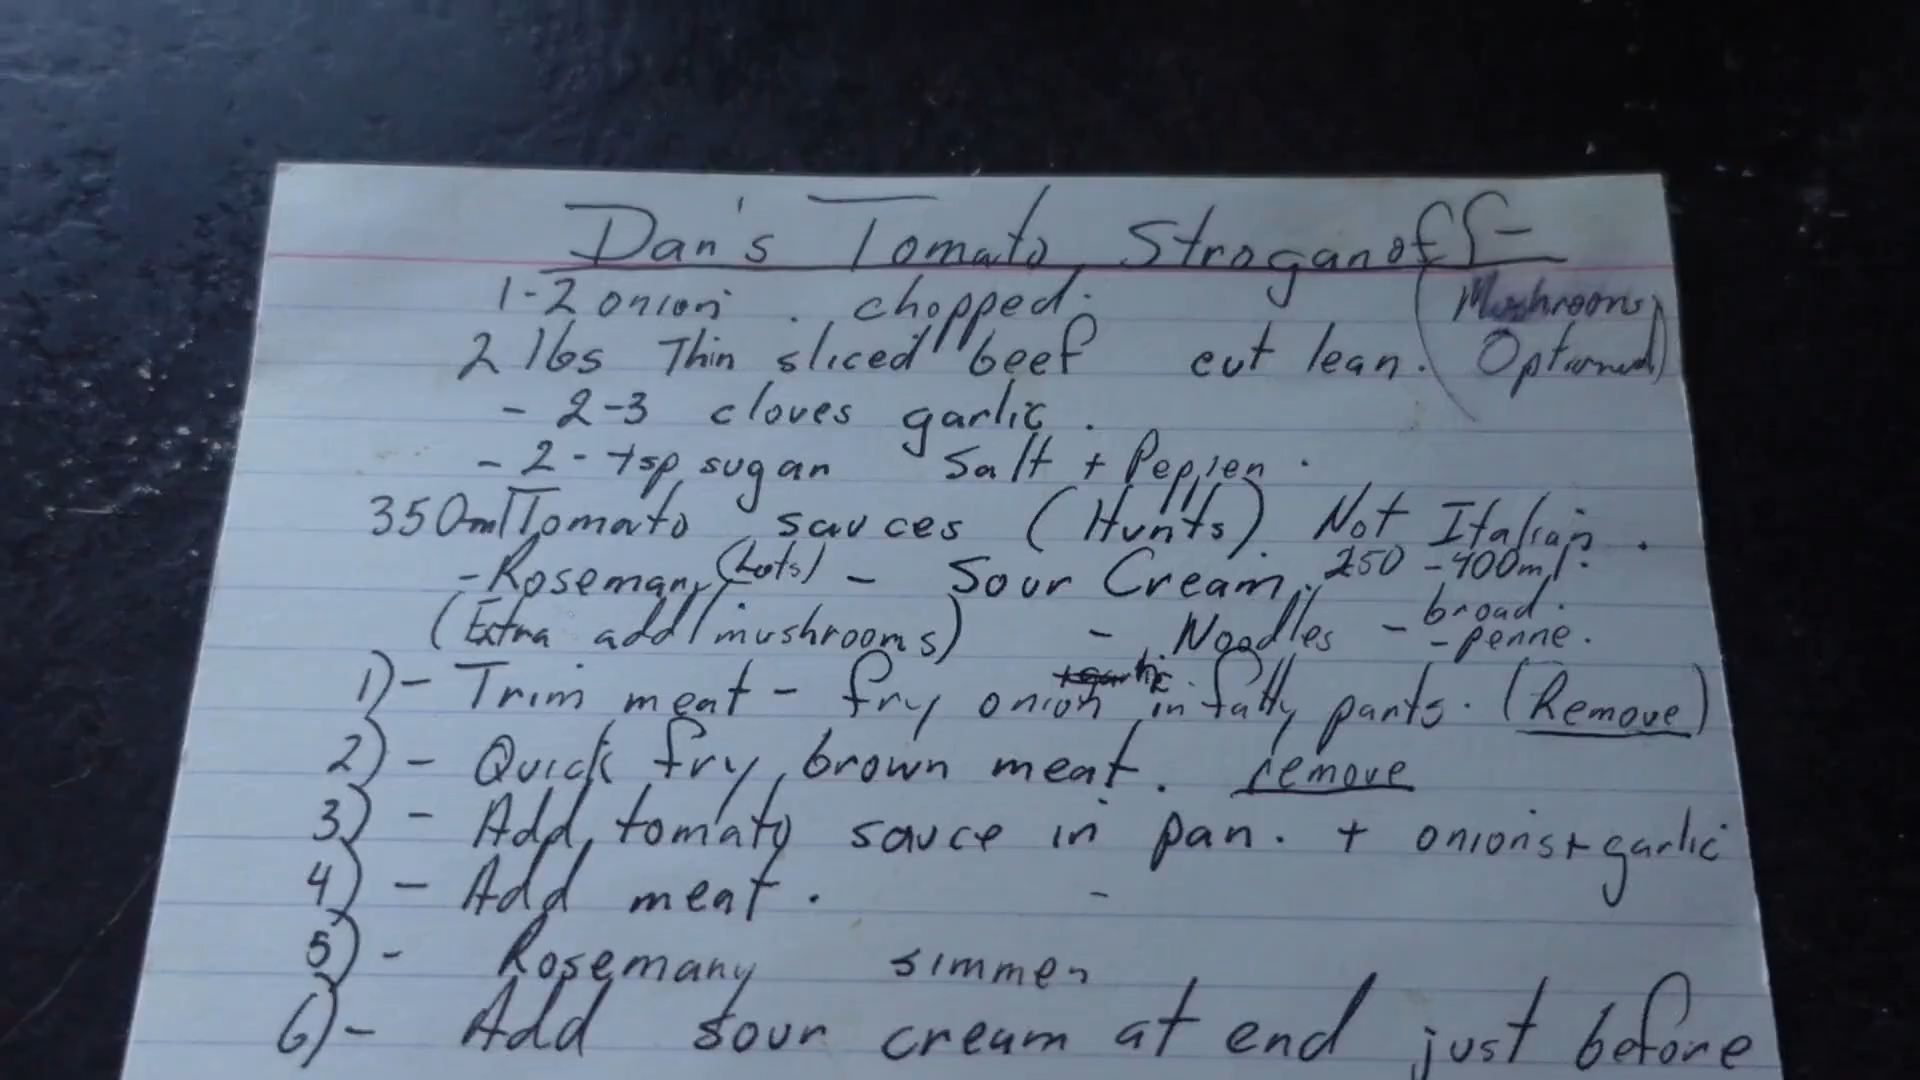 Dan's Tomato Stroganoff -
1-2 onion . chopped. (Mushrooms
2 lbs Thin sliced beef cut lean. Optional)
- 2-3 cloves garlic .
- 2 - tsp sugar Salt + Pepper .
350ml Tomato sauces (Hunts). Not Italian .
- Rosemary (Lots) - Sour Cream. 250 - 400ml.
(Extra add mushrooms) - Noodles - broad.
- penne.
1) - Trim meat - fry onion in fatty parts. (Remove)
2) - Quick fry, brown meat. remove
3) - Add tomato sauce in pan. + onions + garlic
4) - Add meat . -
5) - Rosemary simmer
6) - Add sour cream at end just before